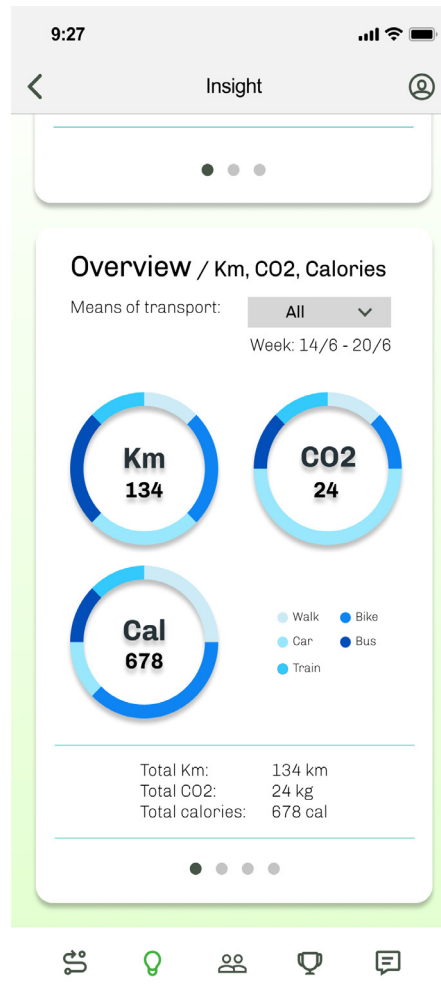 9:27
Insight
Overview / Km, CO2, Calories
Means of transport: All
Week: 14/6 - 20/6
Km
134
CO2
24
Cal
678
Walk Bike
Car Bus
Train
Total Km: 134 km
Total CO2: 24 kg
Total calories: 678 cal